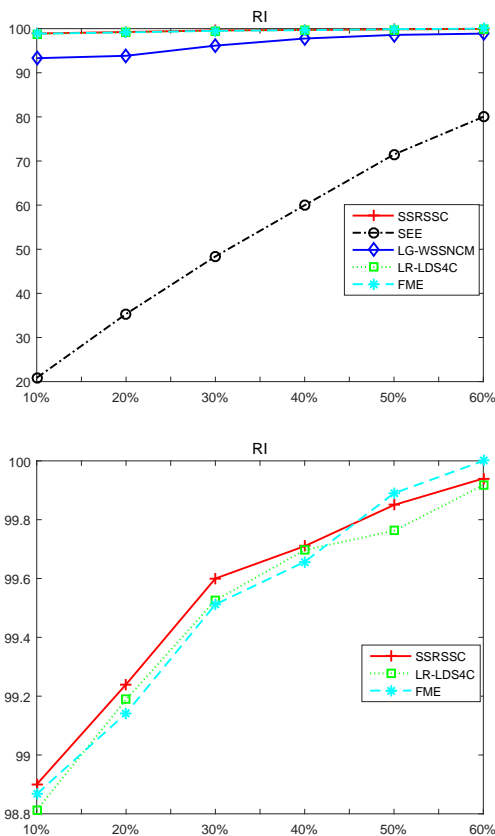 RI
100
90
80
70
60
50
40
30
20
10%
20%
30%
40%
50%
60%
SSRSSC
SEE
LG-WSSNCM
LR-LDS4C
FME
RI
100
99.8
99.6
99.4
99.2
99
98.8
10%
20%
30%
40%
50%
60%
SSRSSC
LR-LDS4C
FME